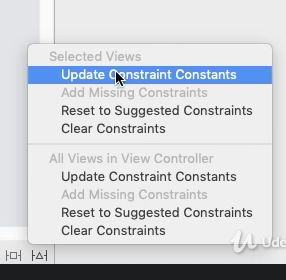 Selected Views
Update Constraint Constants
Add Missing Constraints
Reset to Suggested Constraints
Clear Constraints
All Views in View Controller
Update Constraint Constants
Add Missing Constraints
Reset to Suggested Constraints
Clear Constraints